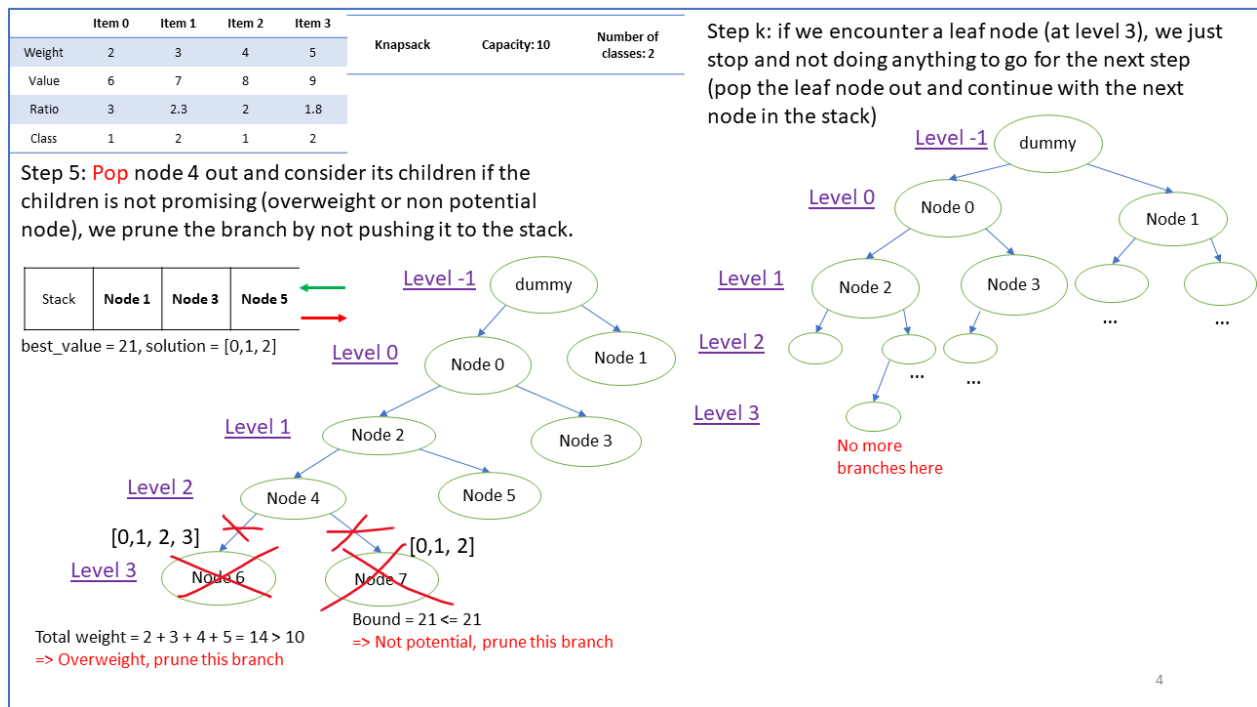 Item 0 Item 1 Item 2 Item 3
Weight 2 3 4 5
Value 6 7 8 9
Ratio 3 2.3 2 1.8
Class 1 2 1 2
Knapsack Capacity: 10 Number of
classes: 2
Step 5: Pop node 4 out and consider its children if the
children is not promising (overweight or non potential
node), we prune the branch by not pushing it to the stack.
Stack Node 1 Node 3 Node 5
best_value = 21, solution = [0,1, 2]
Level -1 dummy
Level 0 Node 0 Node 1
Level 1 Node 2 Node 3
Level 2 Node 4 Node 5
[0,1, 2, 3] [0,1, 2]
Level 3 Node 6 Node 7
Total weight = 2 + 3 + 4 + 5 = 14 > 10
=> Overweight, prune this branch
Bound = 21 <= 21
=> Not potential, prune this branch
Step k: if we encounter a leaf node (at level 3), we just
stop and not doing anything to go for the next step
(pop the leaf node out and continue with the next
node in the stack)
Level -1 dummy
Level 0 Node 0 Node 1
Level 1 Node 2 Node 3
... ...
Level 2
... ...
Level 3
No more
branches here
4